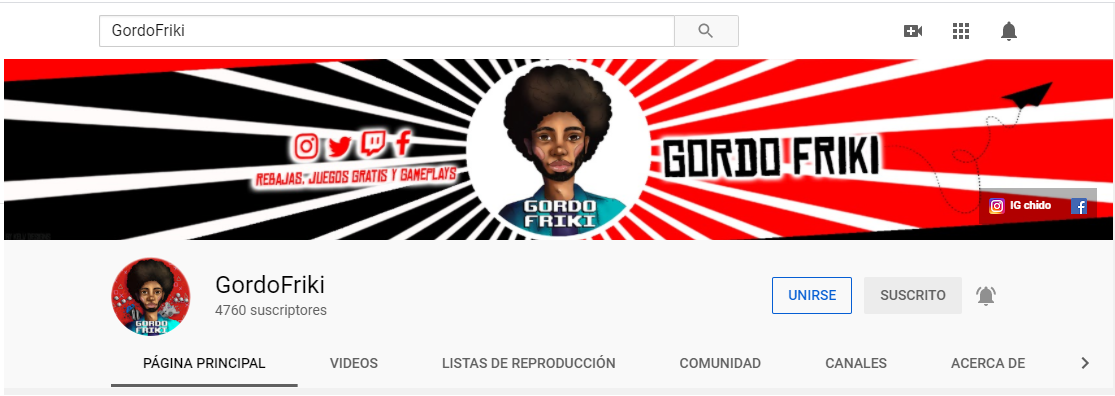 GordoFriki
REBAJAS, JUEGOS GRATIS Y GAMEPLAYS
GORDO FRIKI
GORDO
FRIKI
IG chido
GORDO
FRIKI
GordoFriki
4760 suscriptores
UNIRSE
SUSCRITO
PÁGINA PRINCIPAL
VIDEOS
LISTAS DE REPRODUCCIÓN
COMUNIDAD
CANALES
ACERCA DE